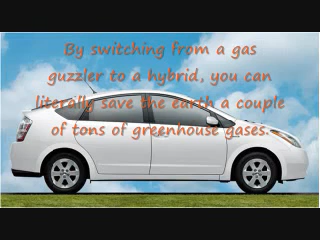 By switching from a gas
guzzler to a hybrid, you can
literally save the earth a couple
of tons of greenhouse gases.